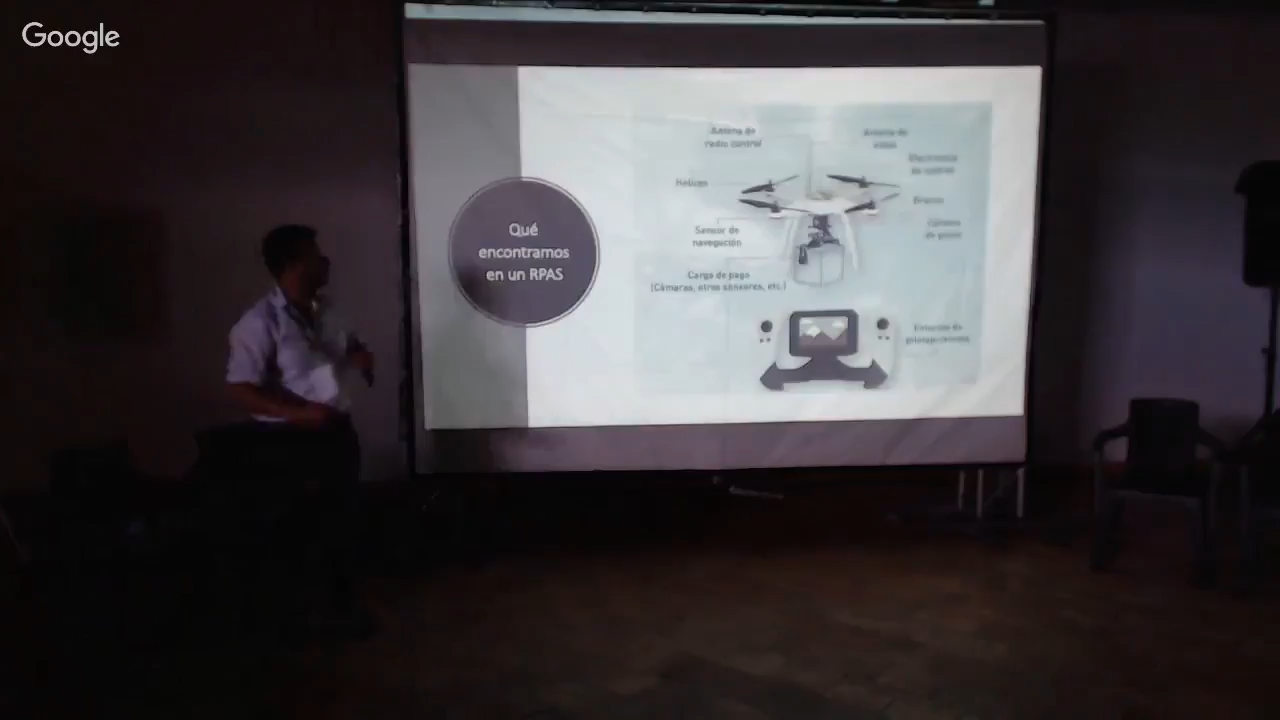 Google
Qué
encontramos
en un RPAS
Antena de
radio control
Antena de
Hélices
Sensor de
navegación
Carga de pago
(Cámaras, otros sensores, etc.)
Brazos